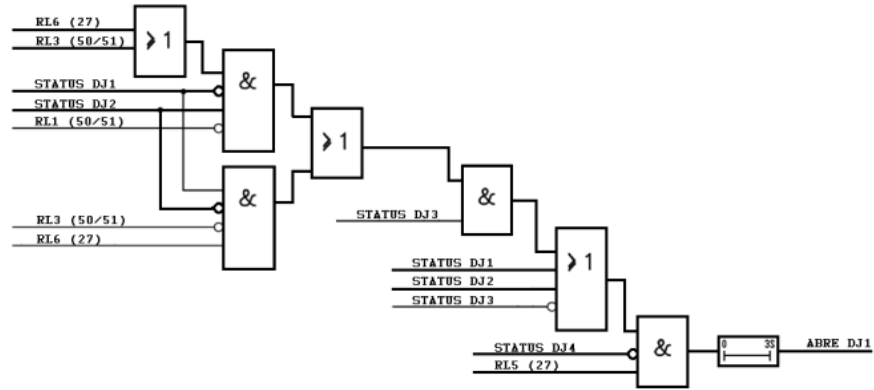 RL6 (27)
RL3 (50/51)
≥ 1
STATUS DJ1
STATUS DJ2
RL1 (50/51)
&
≥ 1
RL3 (50/51)
RL6 (27)
&
STATUS DJ3
&
STATUS DJ1
STATUS DJ2
STATUS DJ3
≥ 1
STATUS DJ4
RL5 (27)
&
0 3S
ABRE DJ1